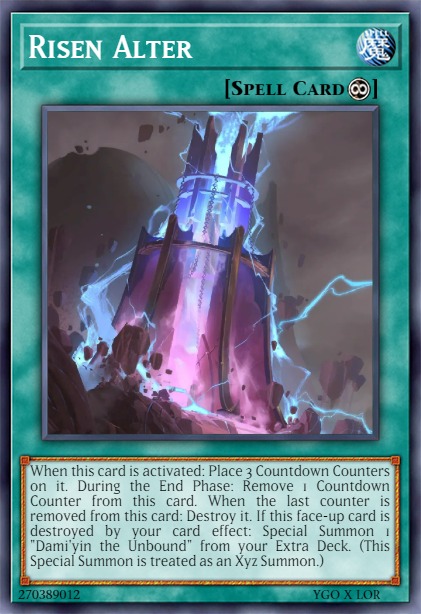 RISEN ALTER
魔
[SPELL CARD ]
When this card is activated: Place 3 Countdown Counters
on it. During the End Phase: Remove 1 Countdown
Counter from this card. When the last counter is
removed from this card: Destroy it. If this face-up card is
destroyed by your card effect: Special Summon 1
"Dami'yin the Unbound" from your Extra Deck. (This
Special Summon is treated as an Xyz Summon.)
270389012 YGO X LOR